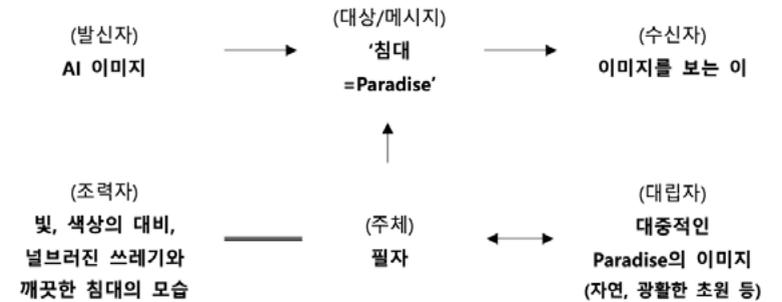 (발신자)
AI 이미지
(대상/메시지)
‘침대
=Paradise’
(수신자)
이미지를 보는 이
(조력자)
빛, 색상의 대비,
널브러진 쓰레기와
깨끗한 침대의 모습
(주체)
필자
(대립자)
대중적인
Paradise의 이미지
(자연, 광활한 초원 등)